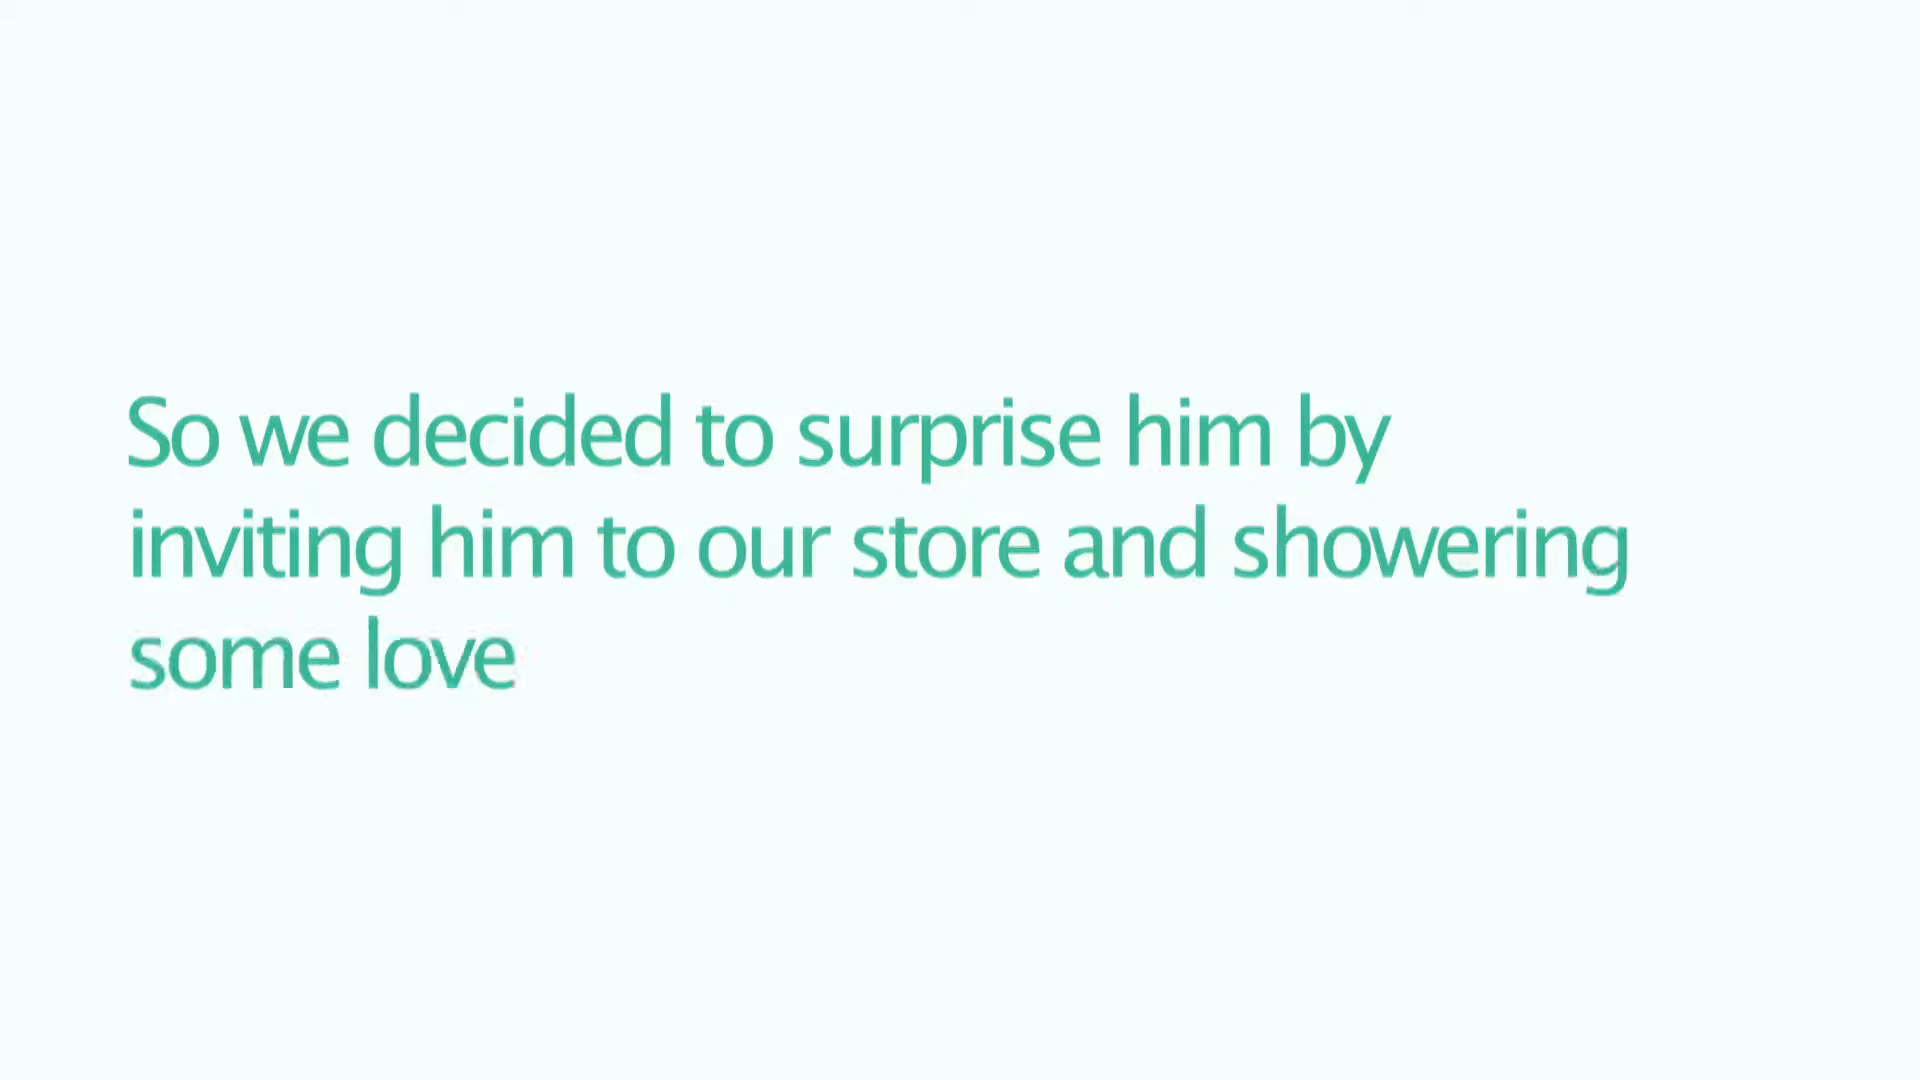 So we decided to surprise him by
inviting him to our store and showering
some love